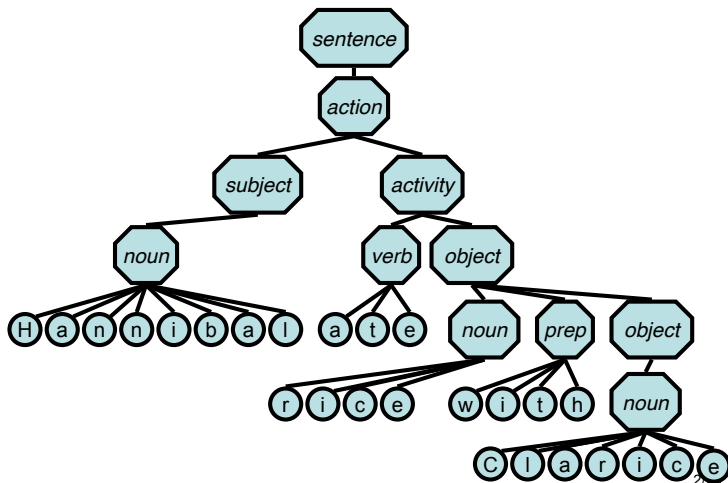 sentence
action
subject activity
noun verb object
H a n n i b a l a t e noun prep object
r i c e w i t h noun
C l a r i c e